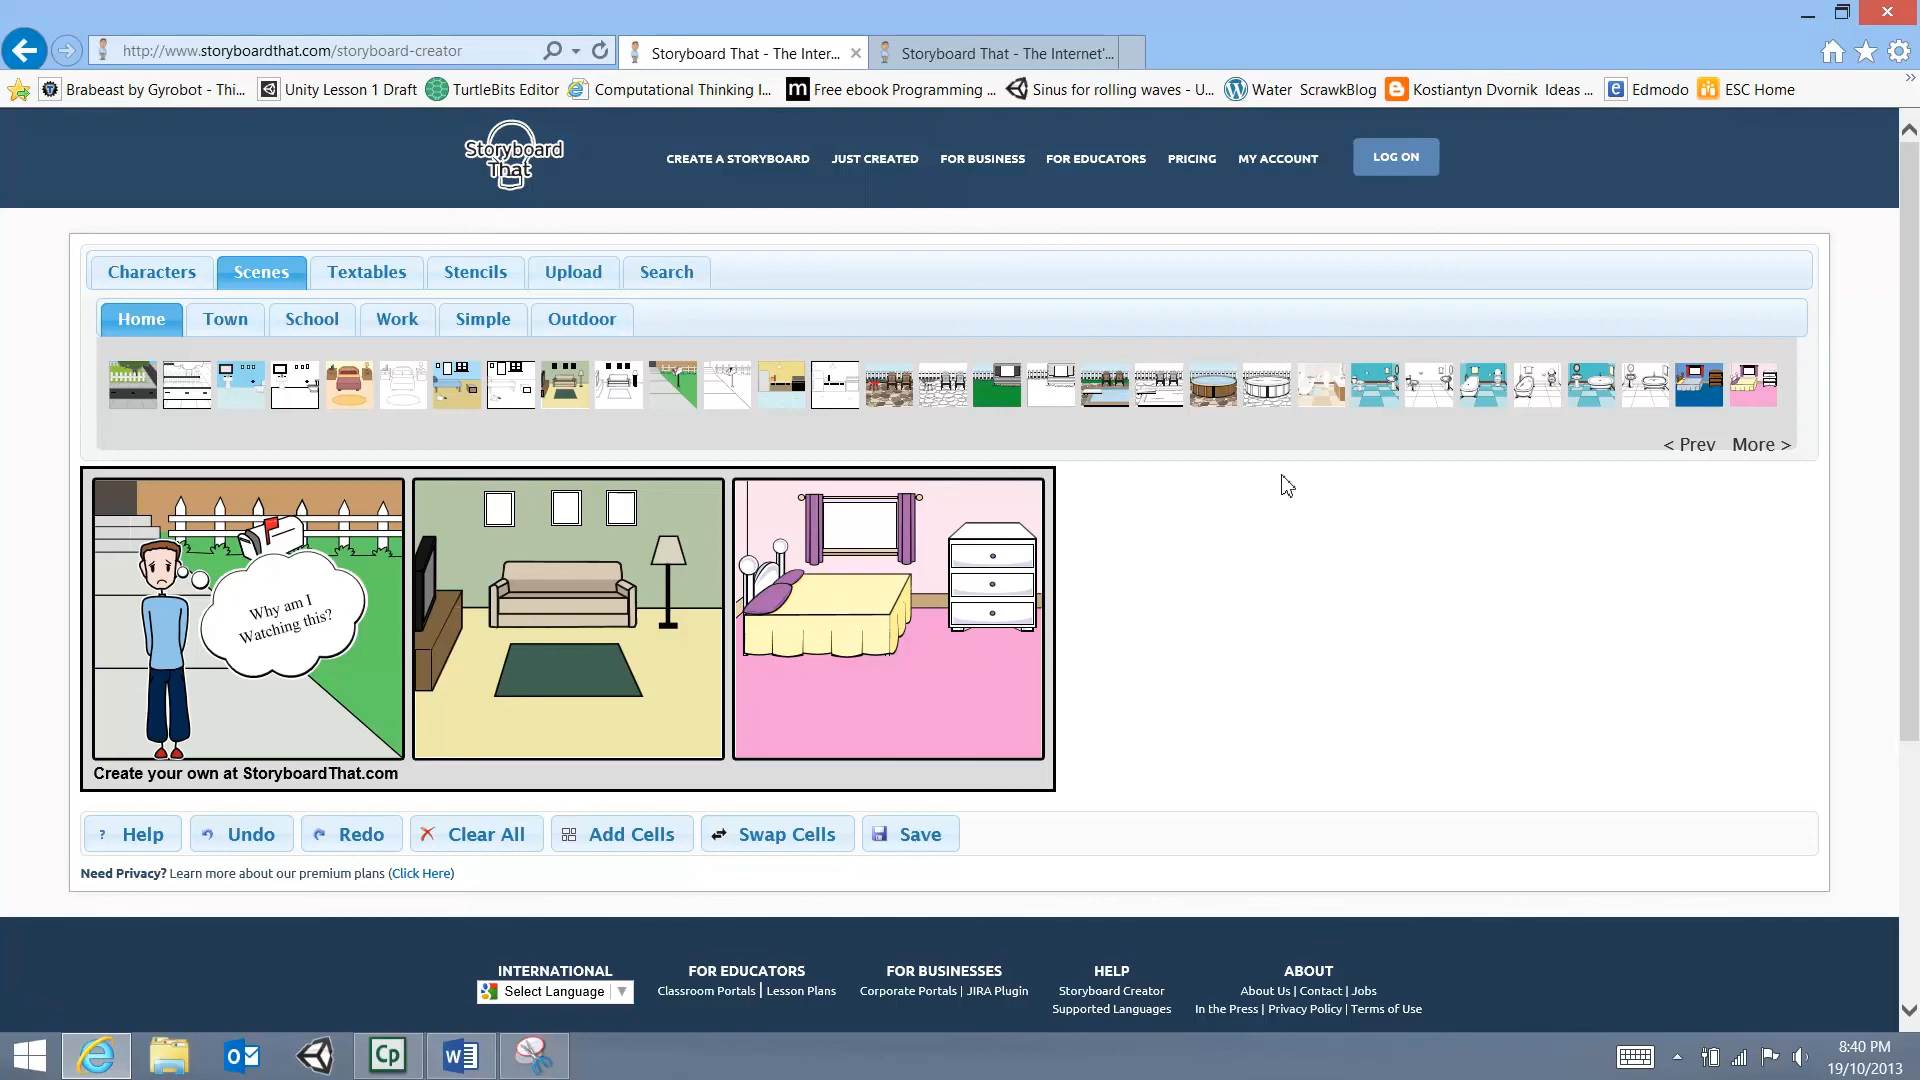 http://www.storyboardthat.com/storyboard-creator
Storyboard That - The Inter...
Storyboard That - The Internet'...
Brabeast by Gyrobot - Thi...
Unity Lesson 1 Draft
TurtleBits Editor
Computational Thinking I...
m
Free ebook Programming ...
Sinus for rolling waves - U...
Water ScrawkBlog
Kostiantyn Dvornik Ideas ...
Edmodo
ESC Home
Storyboard
That
CREATE A STORYBOARD
JUST CREATED
FOR BUSINESS
FOR EDUCATORS
PRICING
MY ACCOUNT
LOG ON
Characters
Scenes
Textables
Stencils
Upload
Search
Home
Town
School
Work
Simple
Outdoor
< Prev
More >
Why am I
Watching this?
Create your own at StoryboardThat.com
? Help
Undo
Redo
Clear All
Add Cells
Swap Cells
Save
Need Privacy? Learn more about our premium plans (Click Here)
INTERNATIONAL
Select Language
FOR EDUCATORS
Classroom Portals | Lesson Plans
FOR BUSINESSES
Corporate Portals | JIRA Plugin
HELP
Storyboard Creator
Supported Languages
ABOUT
About Us | Contact | Jobs
In the Press | Privacy Policy | Terms of Use
Cp
8:40 PM
19/10/2013